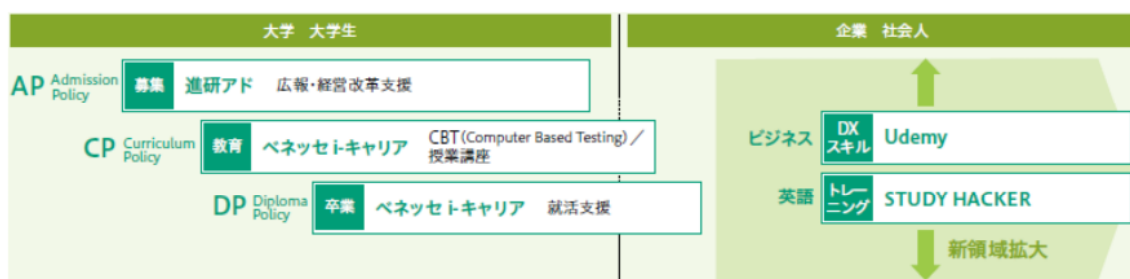 大学 大学生
企業 社会人
AP Admission Policy 募集 進研アド 広報・経営改革支援
CP Curriculum Policy 教育 ベネッセ i-キャリア CBT(Computer Based Testing)／
授業講座
DP Diploma Policy 卒業 ベネッセ i-キャリア 就活支援
ビジネス DX スキル Udemy
英語 トレーニング STUDY HACKER
新領域拡大